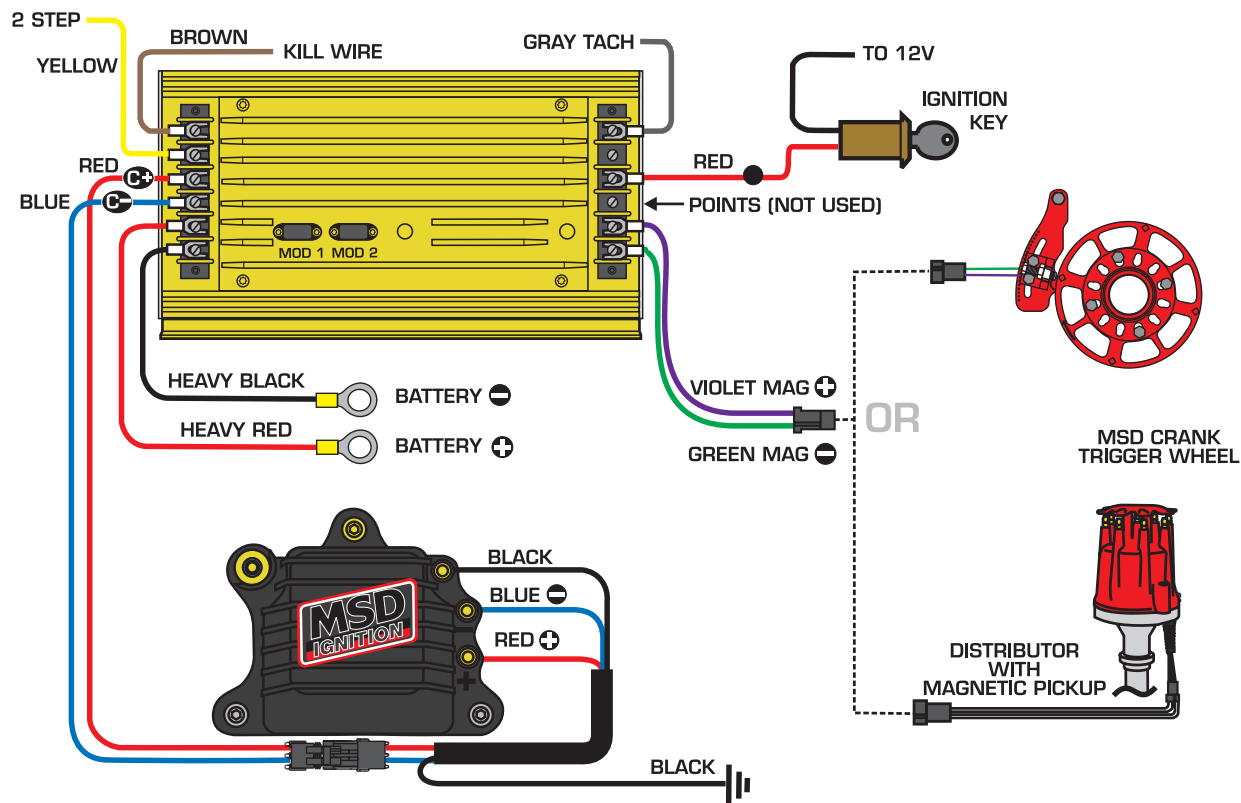 2 STEP
BROWN
KILL WIRE
YELLOW
GRAY TACH
TO 12V
IGNITION
KEY
RED
C+
BLUE
C−
RED
POINTS (NOT USED)
MOD 1 MOD 2
HEAVY BLACK
BATTERY −
HEAVY RED
BATTERY +
VIOLET MAG +
GREEN MAG −
OR
MSD CRANK
TRIGGER WHEEL
BLACK
BLUE −
RED +
MSD
IGNITION
−
+
DISTRIBUTOR
WITH
MAGNETIC PICKUP
BLACK